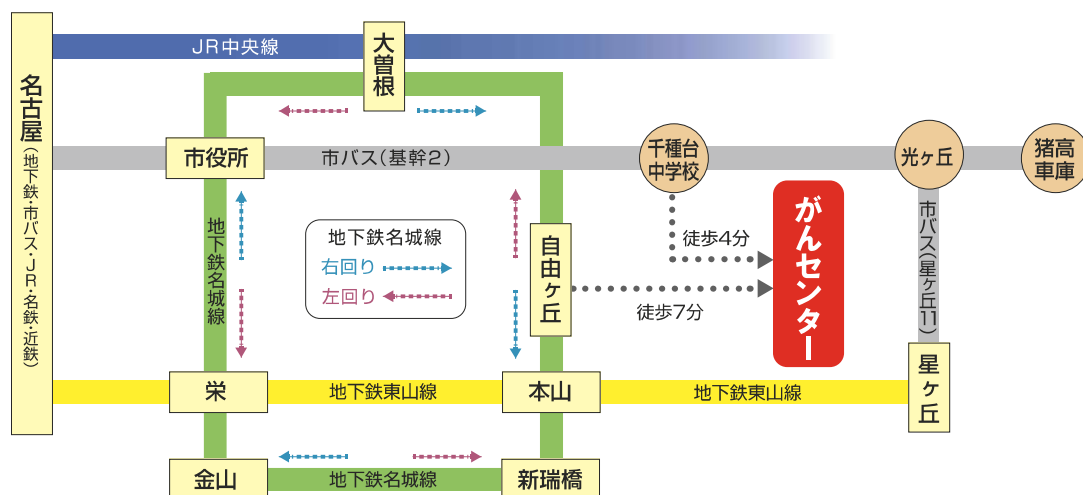 JR中央線
大曽根
名古屋
(地下鉄・市バス・JR・名鉄・近鉄)
市役所
市バス(基幹2)
千種台
中学校
光ヶ丘
猪高
車庫
地下鉄名城線
地下鉄名城線
右回り
左回り
自由ヶ丘
徒歩4分
徒歩7分
がんセンター
市バス(星ヶ丘11)
栄
地下鉄東山線
本山
地下鉄東山線
星ヶ丘
金山
地下鉄名城線
新瑞橋